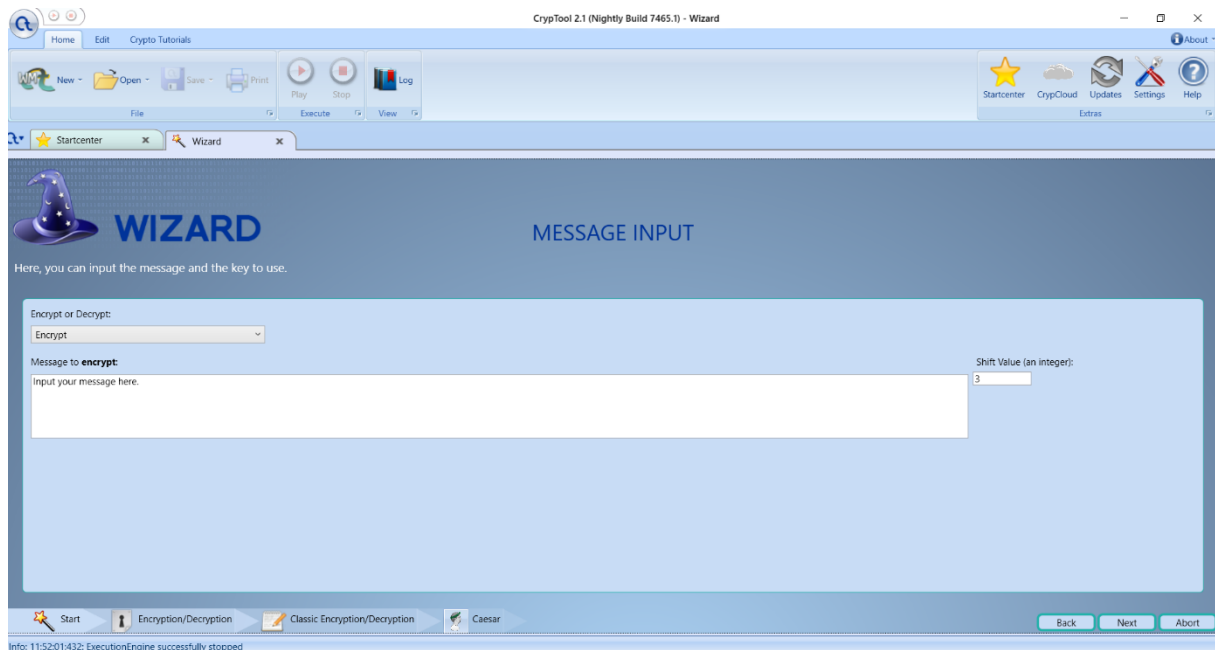 CrypTool 2.1 (Nightly Build 7465.1) - Wizard
Home Edit Crypto Tutorials About
New Open Save Print Play Stop Log Startcenter CrypCloud Updates Settings Help
File Execute View Extras
Startcenter Wizard
WIZARD
MESSAGE INPUT
Here, you can input the message and the key to use.
Encrypt or Decrypt:
Encrypt
Message to encrypt: Shift Value (an integer):
Input your message here. 3
Start Encryption/Decryption Classic Encryption/Decryption Caesar
Back Next Abort
Info: 11:52:01:432: ExecutionEngine successfully stopped